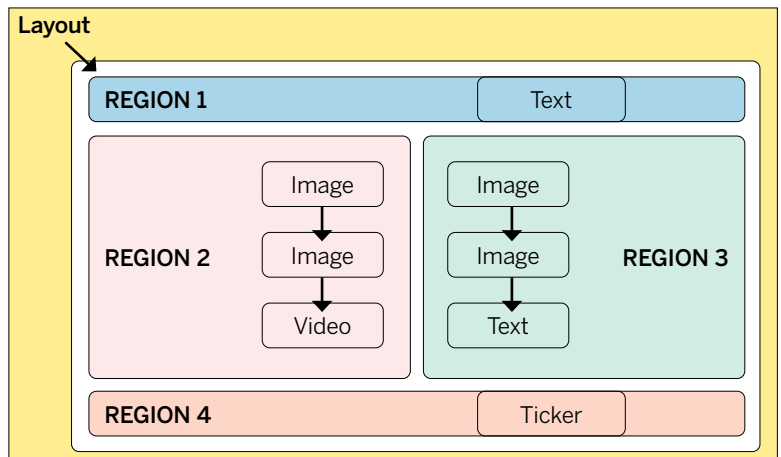 Layout
REGION 1
Text
REGION 2
Image
Image
Video
Image
Image
Text
REGION 3
REGION 4
Ticker